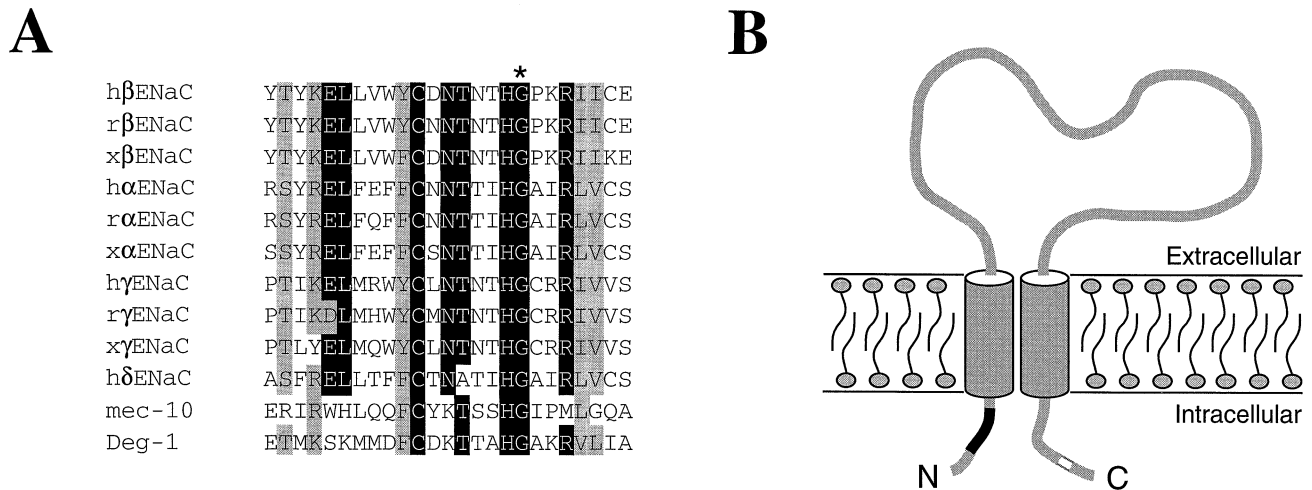 A
B
*
hβENaC YTYKELLVWYCDNTNTHGPKRIICE
rβENaC YTYKELLVWYCNNTNTHGPKRIICE
xβENaC YTYKELLVWFCDNTNTHGPKRIIKE
hαENaC RSYRELFEFFCNNTTIHGAIRLVCS
rαENaC RSYRELFQFFCNNTTIHGAIRLVCS
xαENaC SSYRELFEFFCSNTTIHGAIRLVCS
hγENaC PTIKELMRWYCLNTNTHGCRRIVVS
rγENaC PTIKDLMHWYCMNTNTHGCRRIVVS
xγENaC PTLYELMQWYCLNTNTHGCRRIVVS
hδENaC ASFRELLTFFCTNATIHGAIRLVCS
mec-10 ERIRWHLQQFCYKTSSHGIPMLGQA
Deg-1 ETMKSKMMDFCDKTTAHGAKRVLIA
Extracellular
Intracellular
N
C